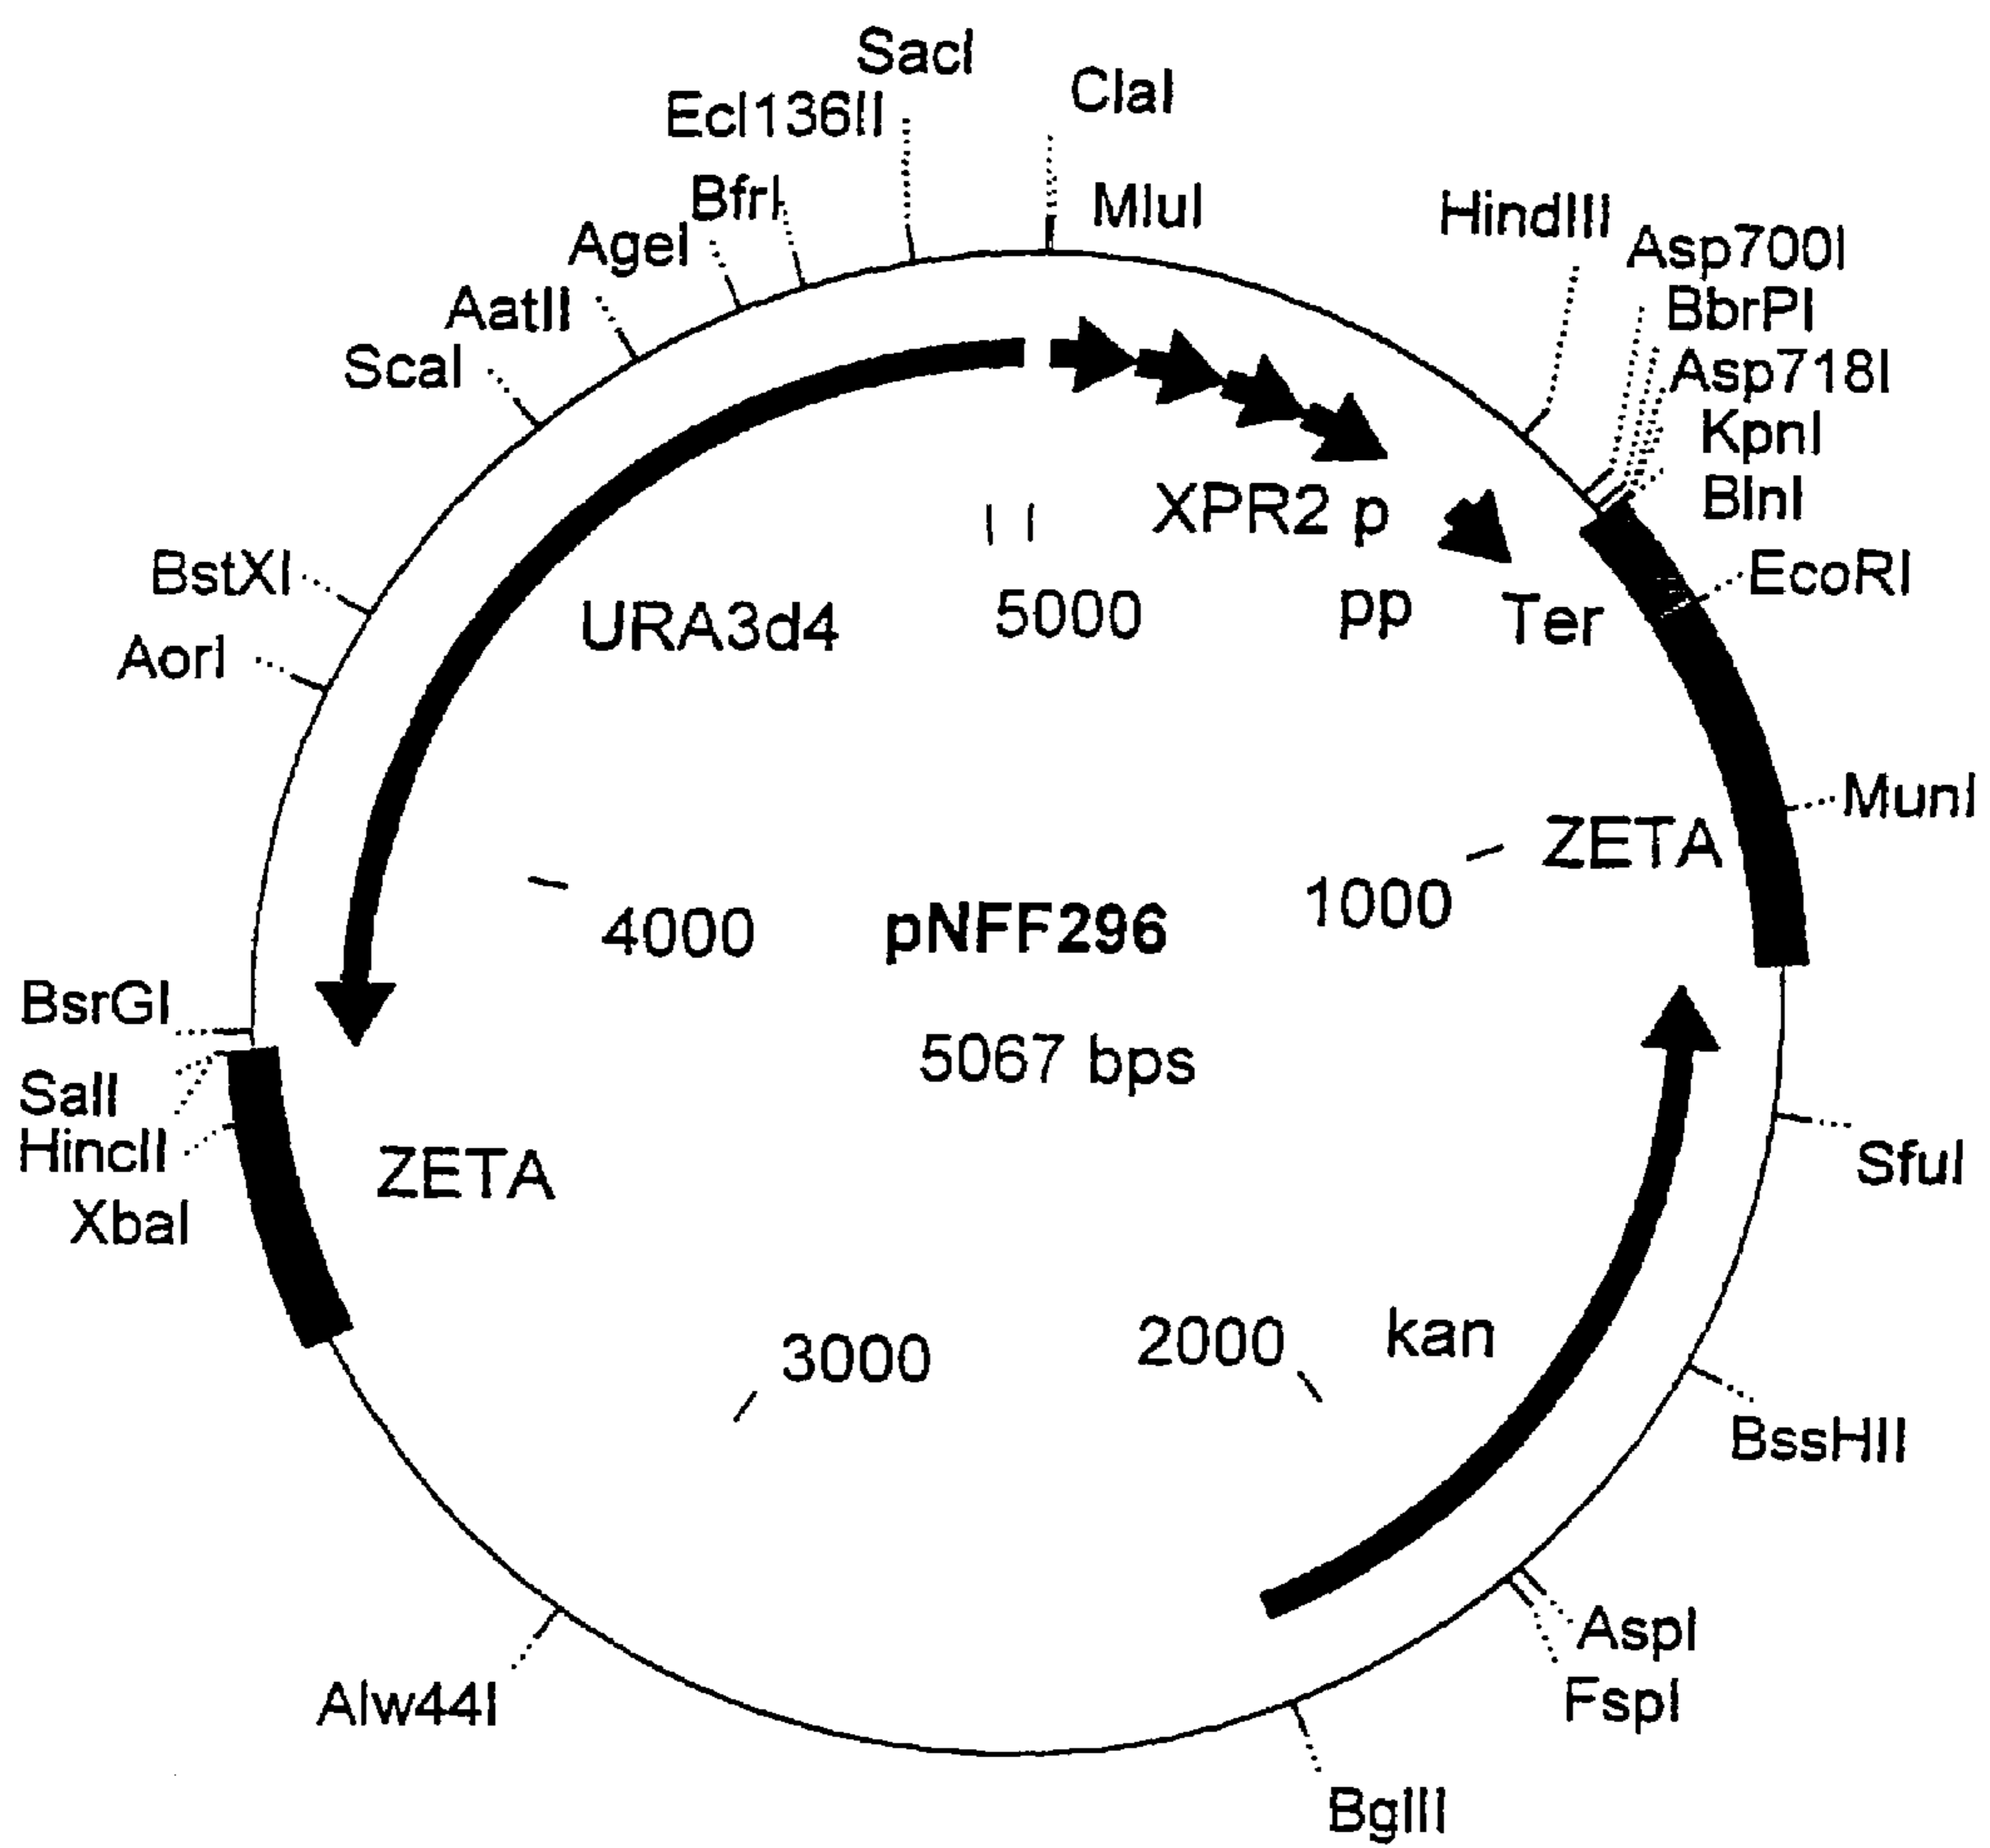 SacI
ClaI
Ecl136II
BfrI
MluI
HindIII
AgeI
Asp700I
AatII
BbrPI
ScaI
Asp718I
KpnI
BlnI
XPR2 p
BstXI
EcoRI
URA3d4
5000
pp
Ter
AorI
MunI
ZETA
1000
4000
pNFF296
BsrGI
5067 bps
SalI
HincII
ZETA
SfuI
XbaI
3000
2000
kan
BssHII
AspI
Alw44I
FspI
BglII